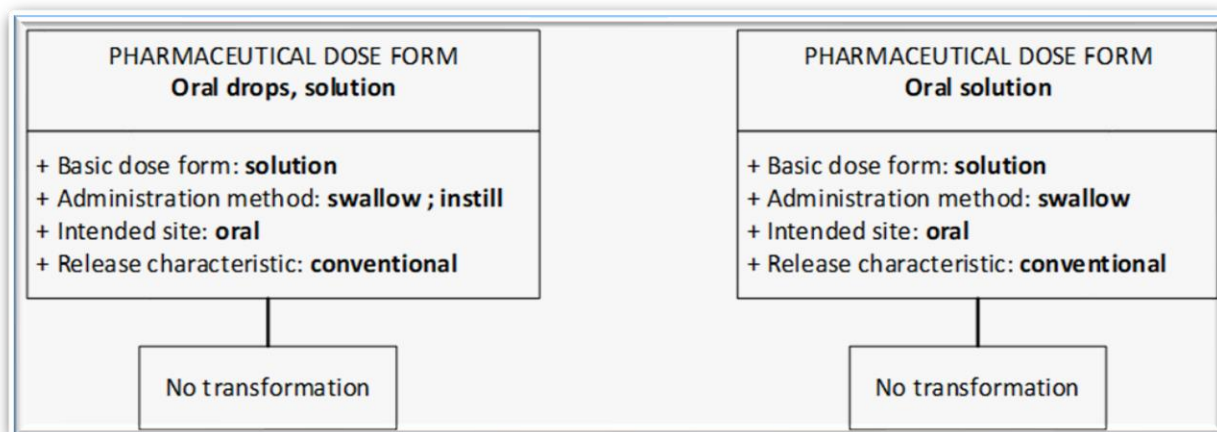 PHARMACEUTICAL DOSE FORM
Oral drops, solution
+ Basic dose form: solution
+ Administration method: swallow ; instill
+ Intended site: oral
+ Release characteristic: conventional
No transformation
PHARMACEUTICAL DOSE FORM
Oral solution
+ Basic dose form: solution
+ Administration method: swallow
+ Intended site: oral
+ Release characteristic: conventional
No transformation